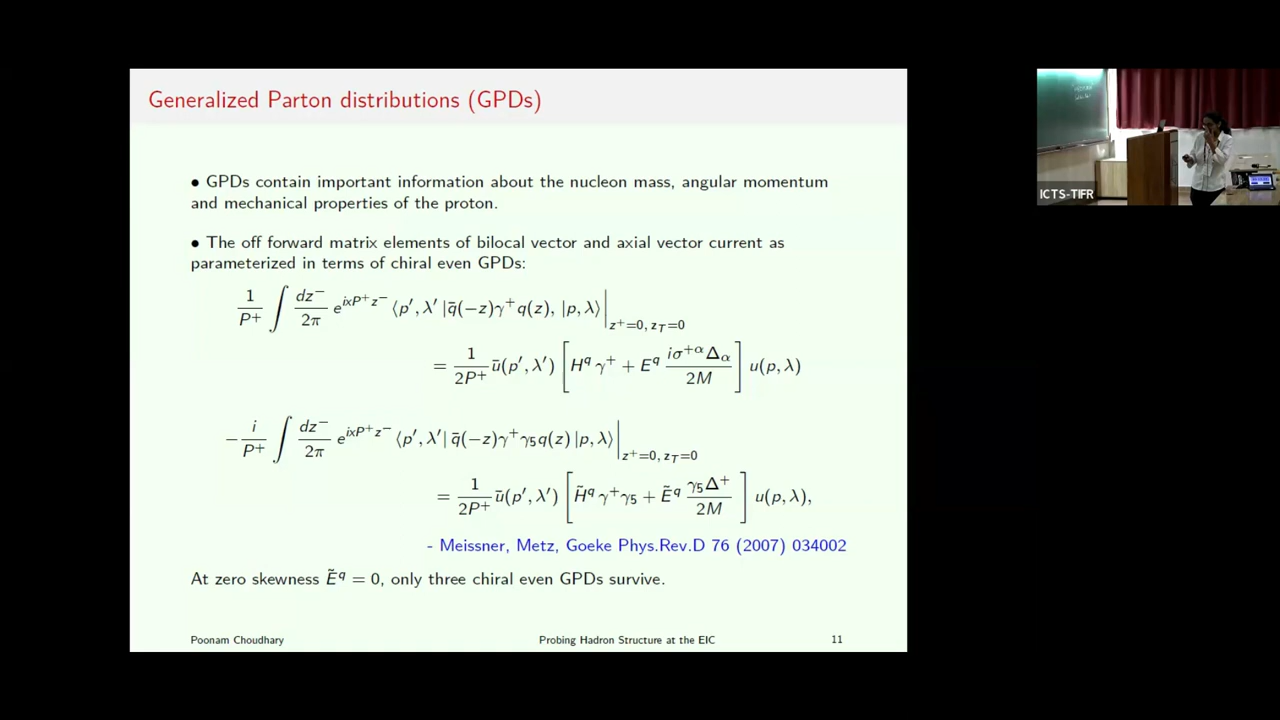 Generalized Parton distributions (GPDs)
• GPDs contain important information about the nucleon mass, angular momentum
and mechanical properties of the proton.
• The off forward matrix elements of bilocal vector and axial vector current as
parameterized in terms of chiral even GPDs:
1/P⁺ ∫ dz⁻/2π e^{ixP⁺z⁻} ⟨p′, λ′ |q̄(−z)γ⁺q(z), |p, λ⟩|_{z⁺=0, z_T=0}
= 1/2P⁺ ū(p′, λ′) [H^q γ⁺ + E^q iσ^{+α}Δ_α/2M] u(p, λ)
− i/P⁺ ∫ dz⁻/2π e^{ixP⁺z⁻} ⟨p′, λ′| q̄(−z)γ⁺γ₅q(z) |p, λ⟩|_{z⁺=0, z_T=0}
= 1/2P⁺ ū(p′, λ′) [H̃^q γ⁺γ₅ + Ẽ^q γ₅Δ⁺/2M] u(p, λ),
- Meissner, Metz, Goeke Phys.Rev.D 76 (2007) 034002
At zero skewness Ẽ^q = 0, only three chiral even GPDs survive.
Poonam Choudhary Probing Hadron Structure at the EIC 11
ICTS-TIFR